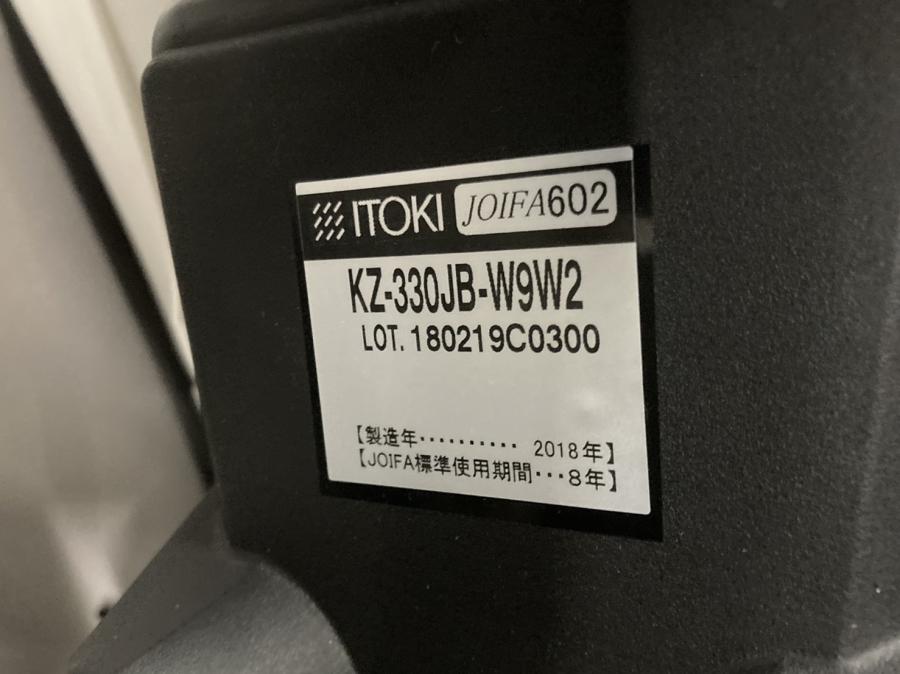 ITOKI JOIFA602
KZ-330JB-W9W2
LOT. 180219C0300
【製造年・・・・・・・・・・ 2018年】
【JOIFA標準使用期間・・・8年】